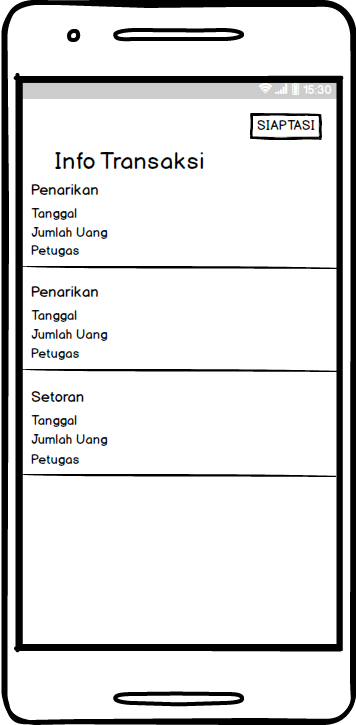 15:30
SIAPTASI
Info Transaksi
Penarikan
Tanggal
Jumlah Uang
Petugas
Penarikan
Tanggal
Jumlah Uang
Petugas
Setoran
Tanggal
Jumlah Uang
Petugas